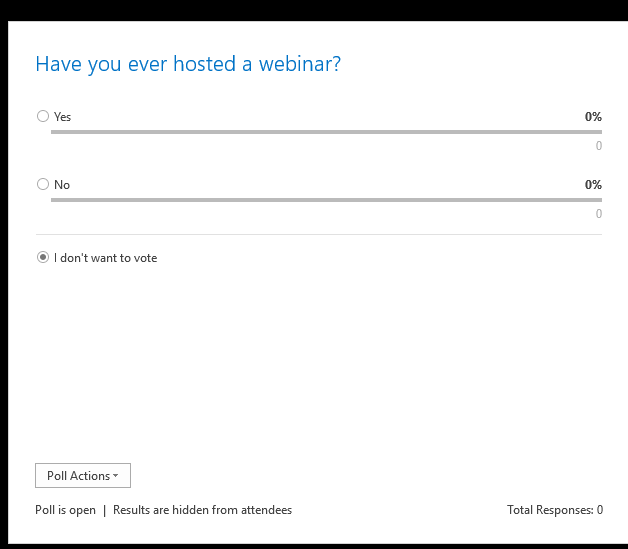 Have you ever hosted a webinar?
Yes 0%
0
No 0%
0
I don't want to vote
Poll Actions
Poll is open | Results are hidden from attendees Total Responses: 0